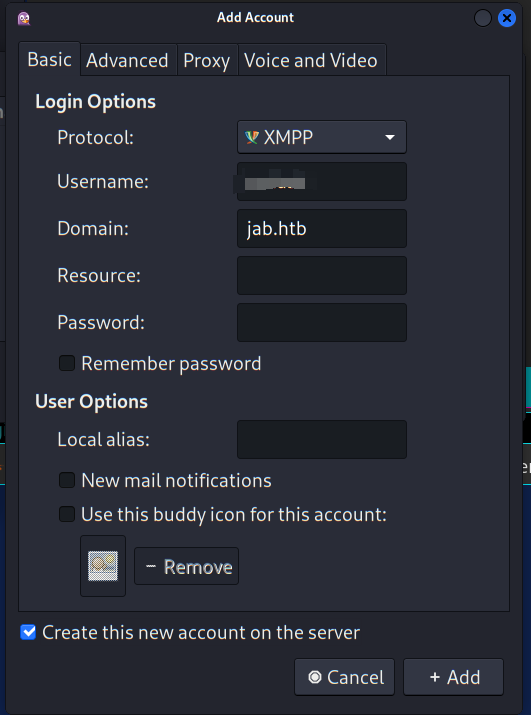 Add Account
Basic Advanced Proxy Voice and Video
Login Options
Protocol: XMPP
Username:
Domain: jab.htb
Resource:
Password:
Remember password
User Options
Local alias:
New mail notifications
Use this buddy icon for this account:
Remove
Create this new account on the server
Cancel + Add